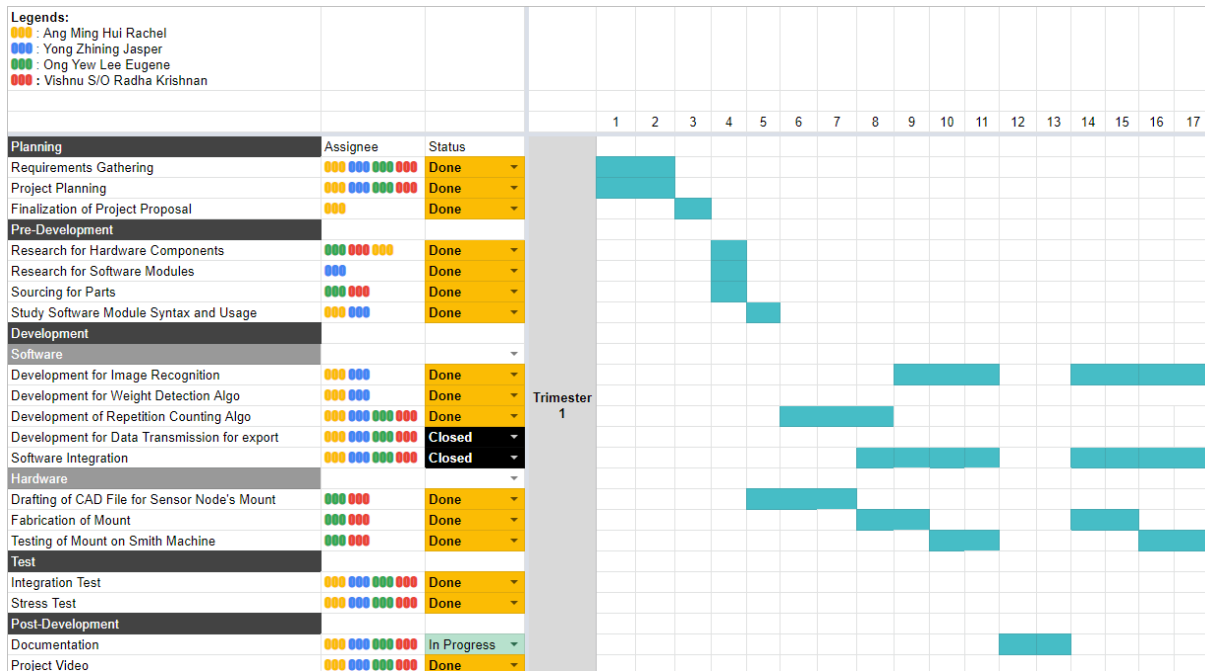 Legends:
: Ang Ming Hui Rachel
: Yong Zhining Jasper
: Ong Yew Lee Eugene
: Vishnu S/O Radha Krishnan
1 2 3 4 5 6 7 8 9 10 11 12 13 14 15 16 17
Planning Assignee Status
Requirements Gathering Done
Project Planning Done
Finalization of Project Proposal Done
Pre-Development
Research for Hardware Components Done
Research for Software Modules Done
Sourcing for Parts Done
Study Software Module Syntax and Usage Done
Development
Software
Development for Image Recognition Done
Development for Weight Detection Algo Done
Trimester
1
Development of Repetition Counting Algo Done
Development for Data Transmission for export Closed
Software Integration Closed
Hardware
Drafting of CAD File for Sensor Node's Mount Done
Fabrication of Mount Done
Testing of Mount on Smith Machine Done
Test
Integration Test Done
Stress Test Done
Post-Development
Documentation In Progress
Project Video Done